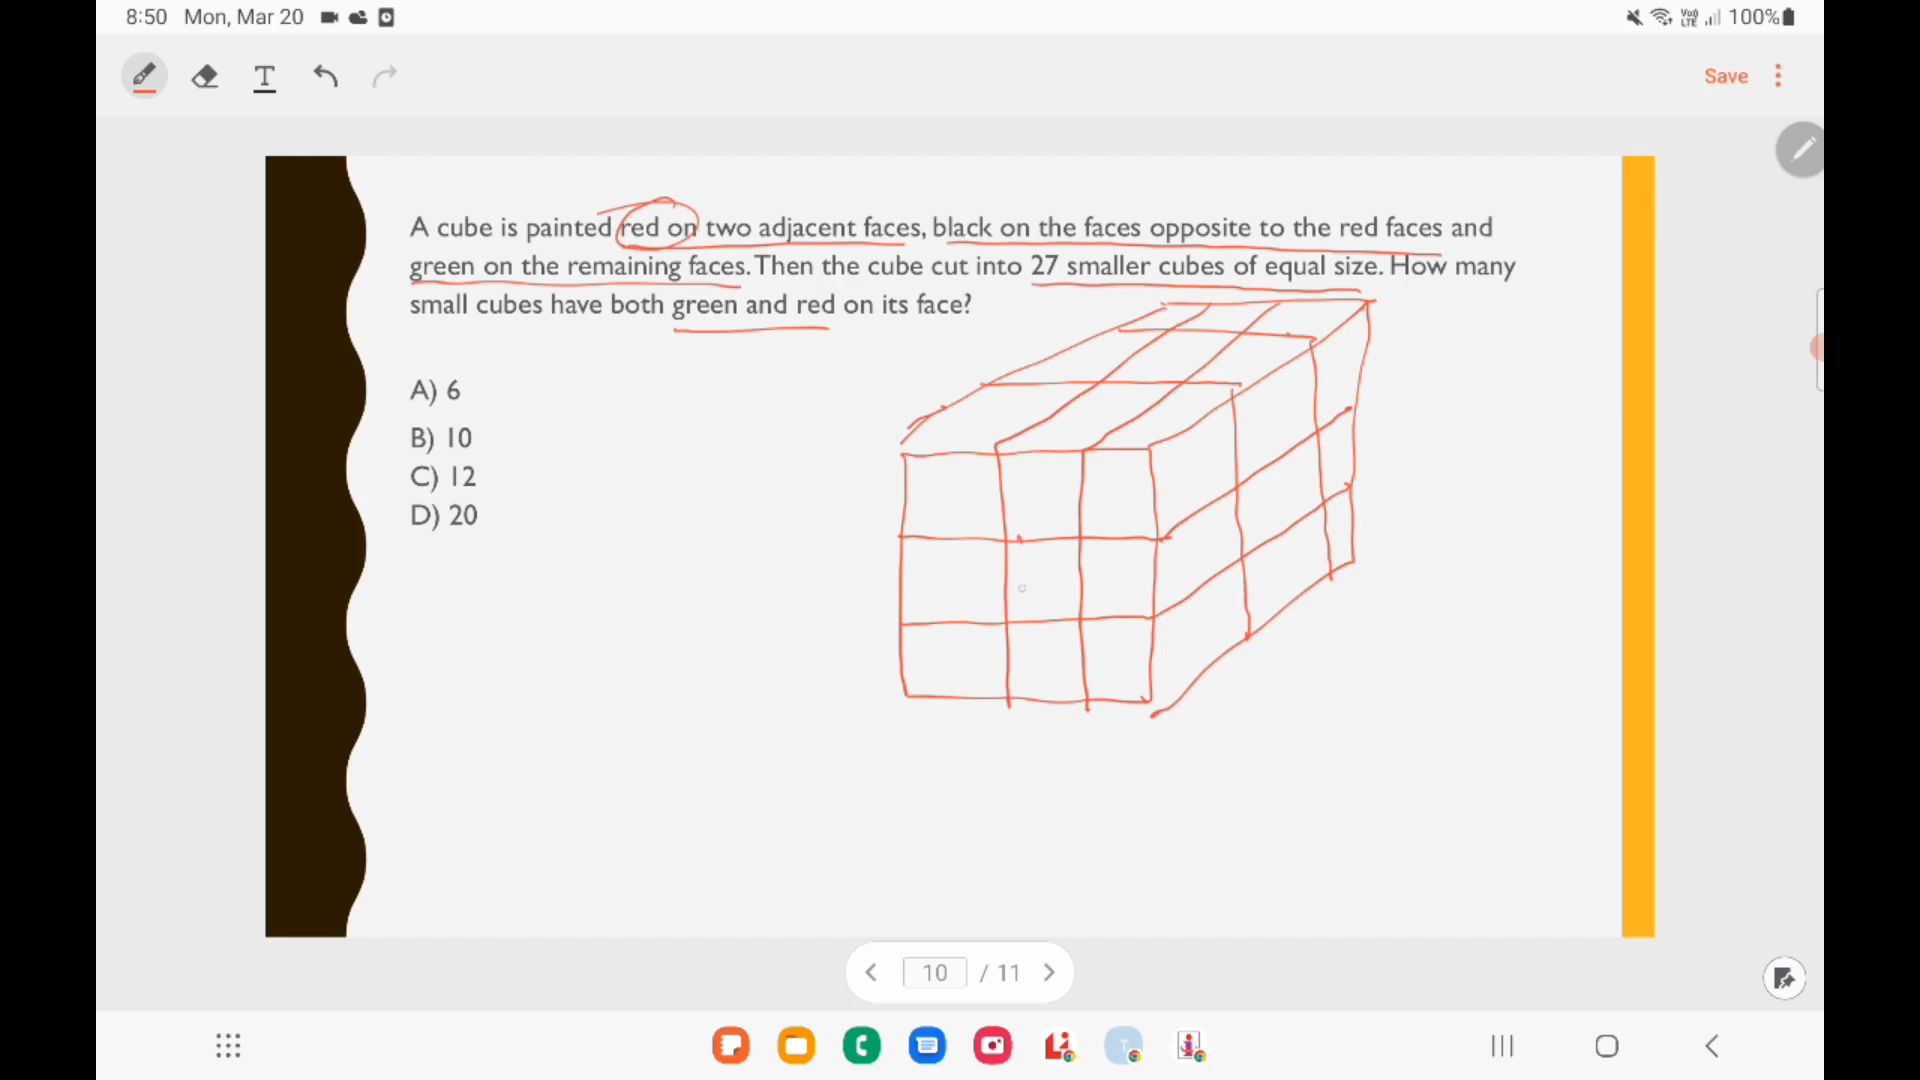 8:50 Mon, Mar 20
Vo)) LTE 100%
T Save
A cube is painted red on two adjacent faces, black on the faces opposite to the red faces and
green on the remaining faces. Then the cube cut into 27 smaller cubes of equal size. How many
small cubes have both green and red on its face?
A) 6
B) 10
C) 12
D) 20
10 / 11
T